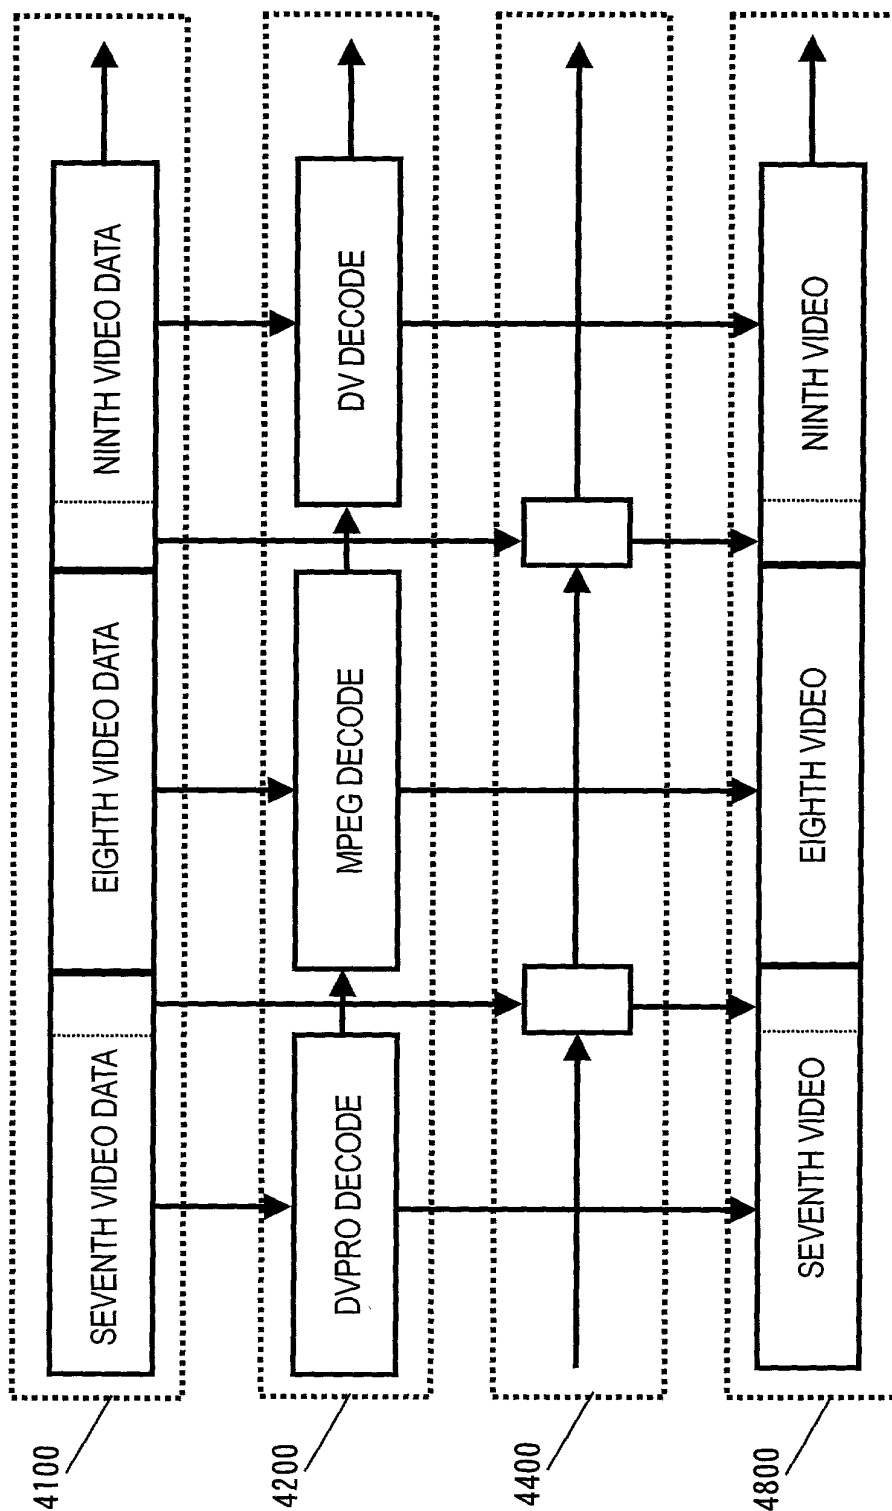 4100
SEVENTH VIDEO DATA
EIGHTH VIDEO DATA
NINTH VIDEO DATA
4200
DVPRO DECODE
MPEG DECODE
DV DECODE
4400
4800
SEVENTH VIDEO
EIGHTH VIDEO
NINTH VIDEO